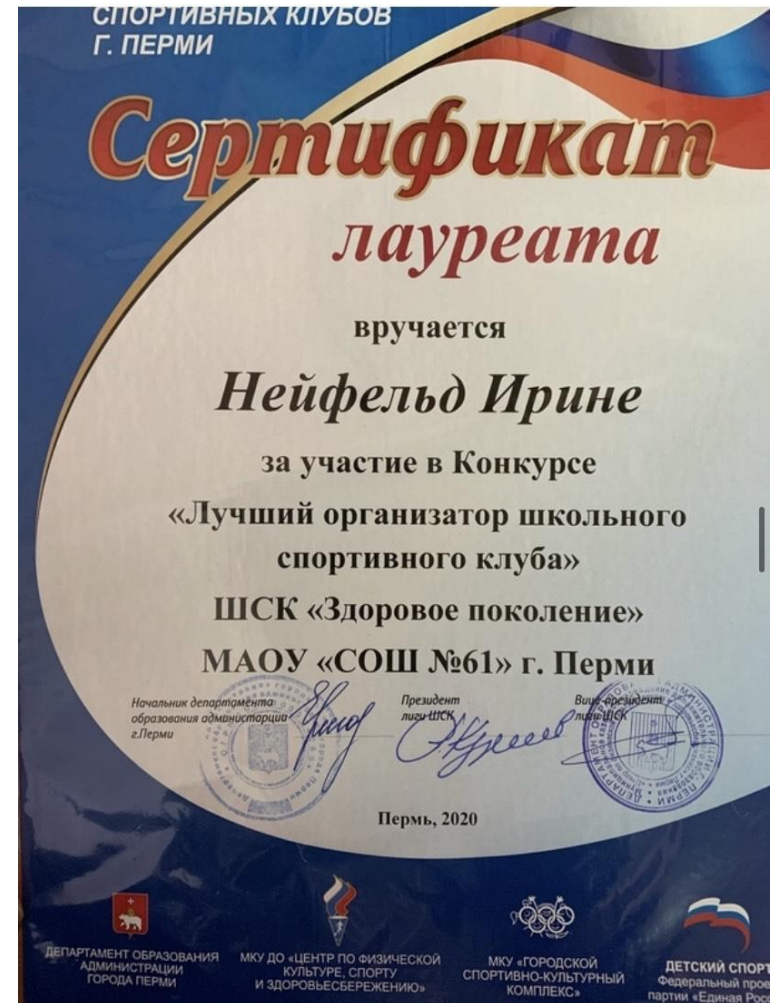 СПОРТИВНЫХ КЛУБОВ
Г. ПЕРМИ
Сертификат
лауреата
вручается
Нейфельд Ирине
за участие в Конкурсе
«Лучший организатор школьного
спортивного клуба»
ШСК «Здоровое поколение»
МАОУ «СОШ №61» г. Перми
Начальник департамента
образования администарции
г.Перми
Президент
лиги ШСК
Вице-президент
лиги ШСК
Пермь, 2020
ДЕПАРТАМЕНТ ОБРАЗОВАНИЯ
АДМИНИСТРАЦИИ
ГОРОДА ПЕРМИ
МКУ ДО «ЦЕНТР ПО ФИЗИЧЕСКОЙ
КУЛЬТУРЕ, СПОРТУ
И ЗДОРОВЬЕСБЕРЕЖЕНИЮ»
МКУ «ГОРОДСКОЙ
СПОРТИВНО-КУЛЬТУРНЫЙ
КОМПЛЕКС»
ДЕТСКИЙ СПОРТ
Федеральный прое
партии «Единая Рос